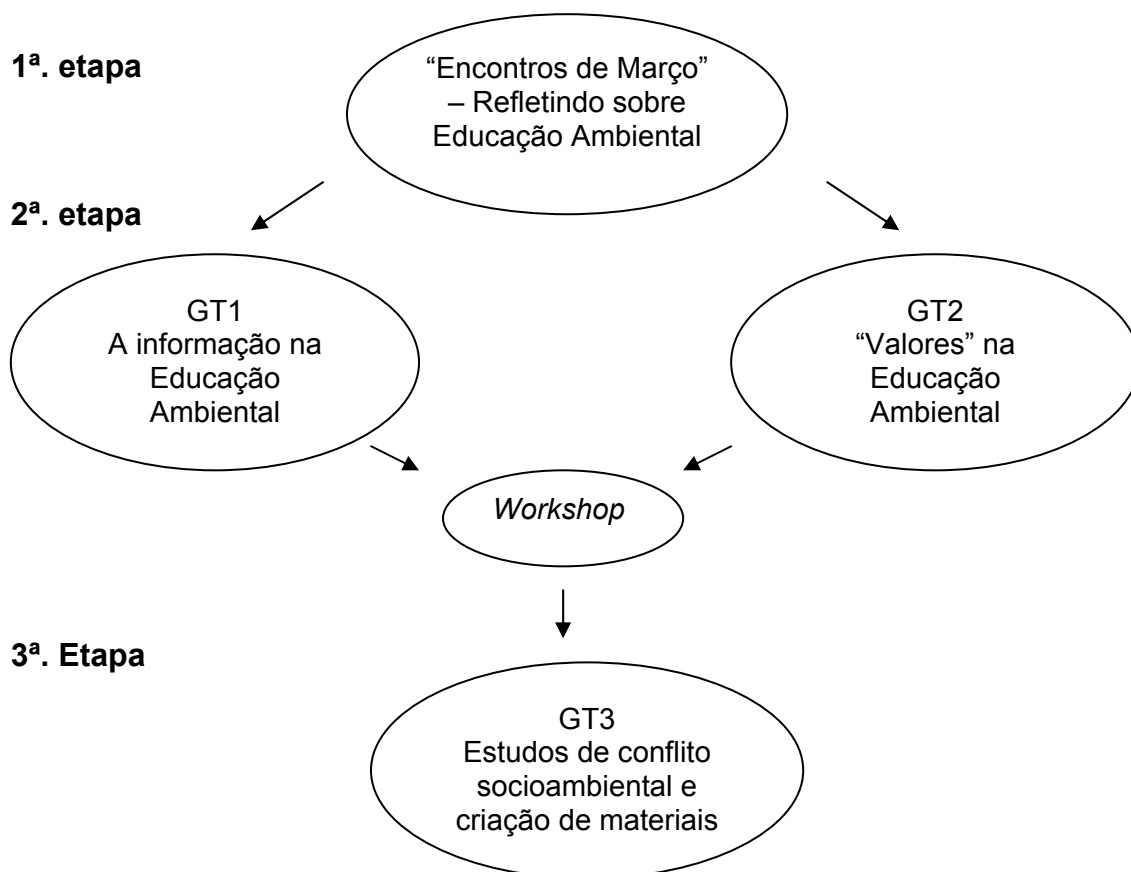 1ª. etapa
“Encontros de Março”
– Refletindo sobre
Educação Ambiental
2ª. etapa
GT1
A informação na
Educação
Ambiental
GT2
“Valores” na
Educação
Ambiental
Workshop
3ª. Etapa
GT3
Estudos de conflito
socioambiental e
criação de materiais